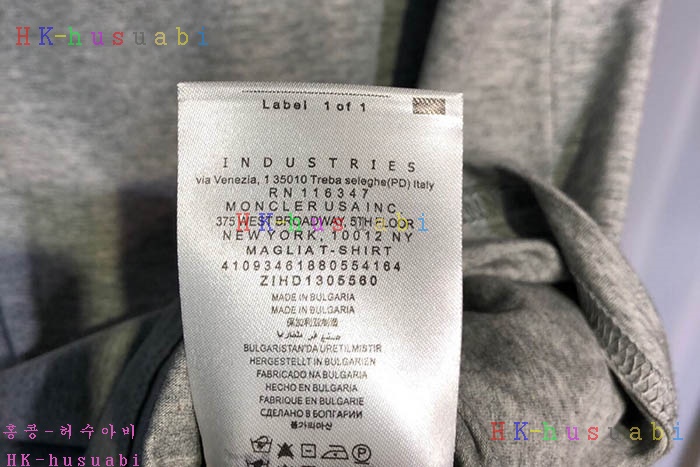 HK-husuabi
Label 1 of 1
INDUSTRIES
via Venezia, 1 35010 Treba seleghe(PD) Italy
RN 116347
MONCLER USA INC
375 WEST BROADWAY 5TH FLOOR
HK-husuabi
NEW YORK, 10012 NY
MAGLIA T-SHIRT
41093461880554164
ZIHD1305560
MADE IN BULGARIA
MADE IN BULGARIA
保加利亚制造
BULGARISTAN'DA URETILMISTIR
HERGESTELLT IN BULGARIEN
FABRICADO NA BULGARIA
HECHO EN BULGARIA
FABRIQUE EN BULGARIE
СДЕЛАНО В БОЛГАРИИ
불가리아산
홍콩-허수아비
HK-husuabi
HK-husuabi